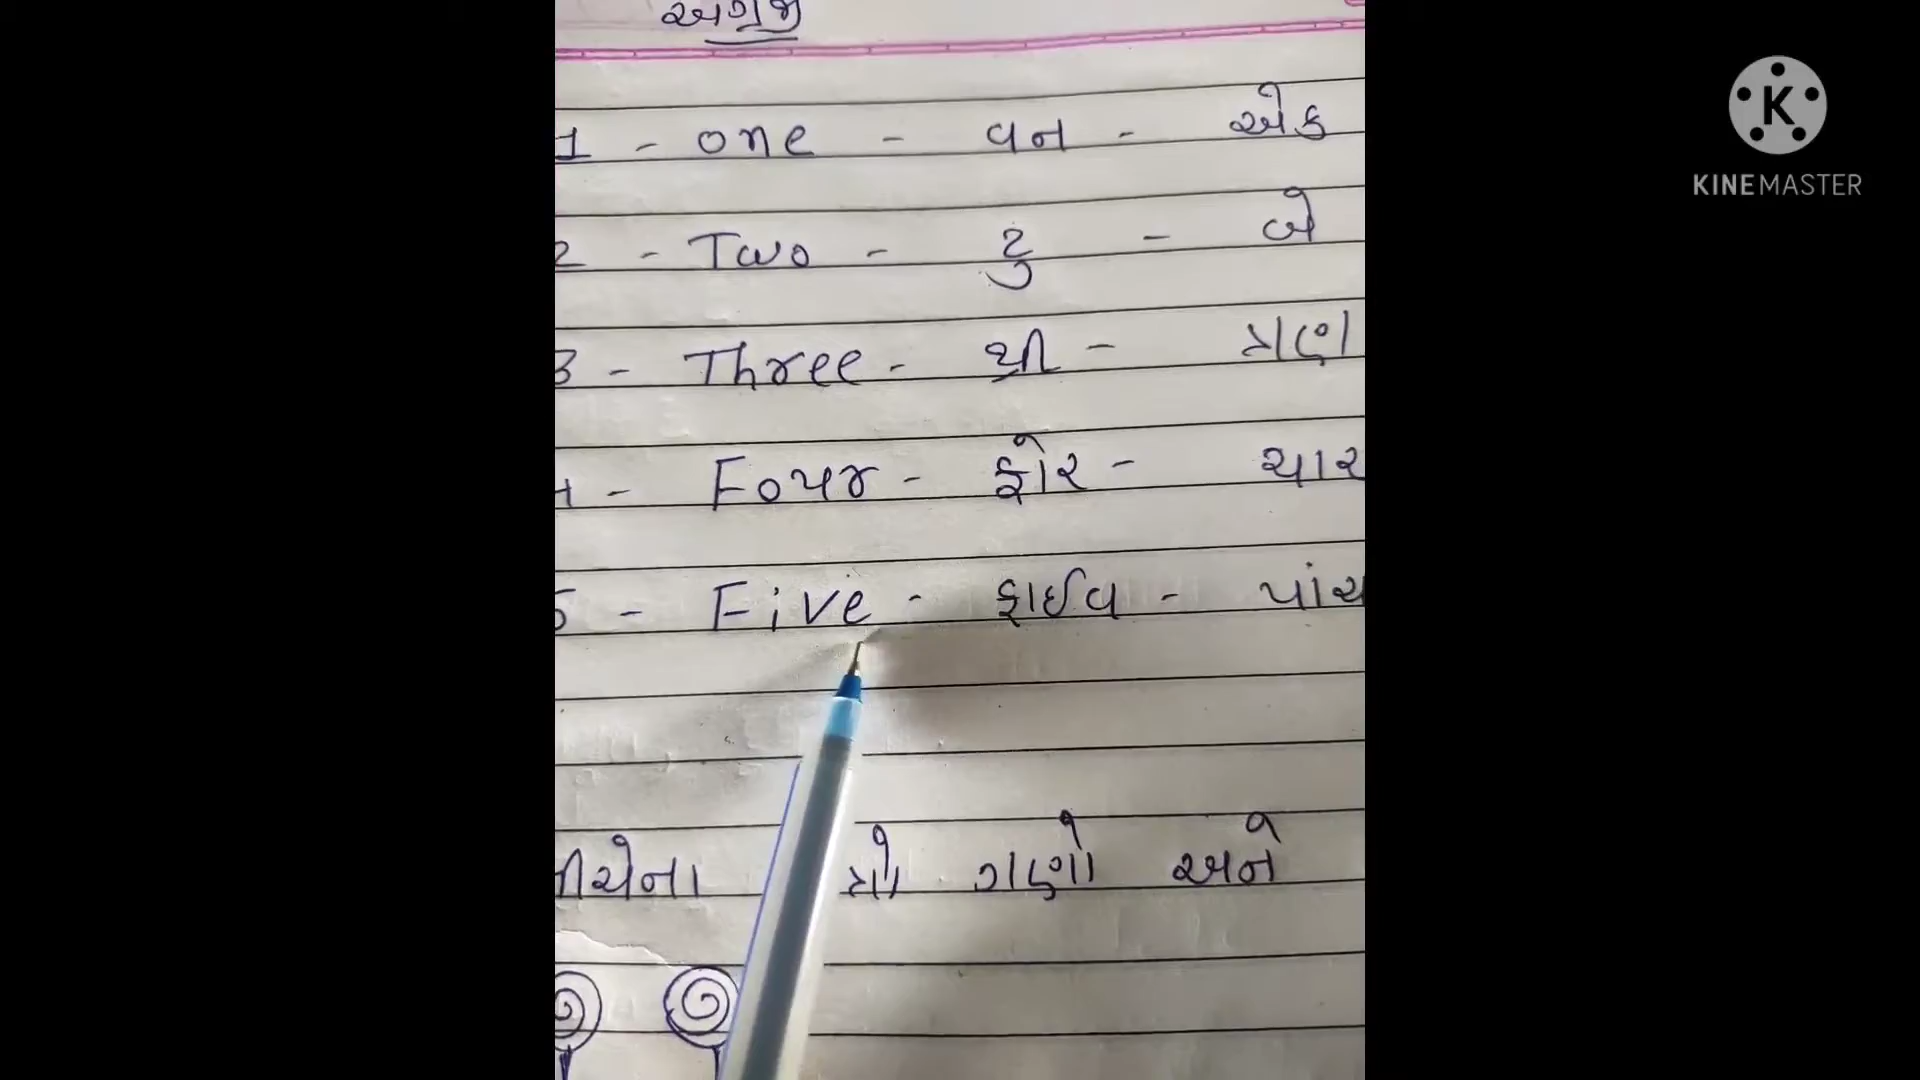 1 - one - વન - એક
2 - Two - ટુ - બે
3 - Three - થ્રી - ત્રણ
4 - Four - ફોર - ચાર
5 - Five - ફાઈવ - પાંચ
નીચેના ગણો અને
KINEMASTER